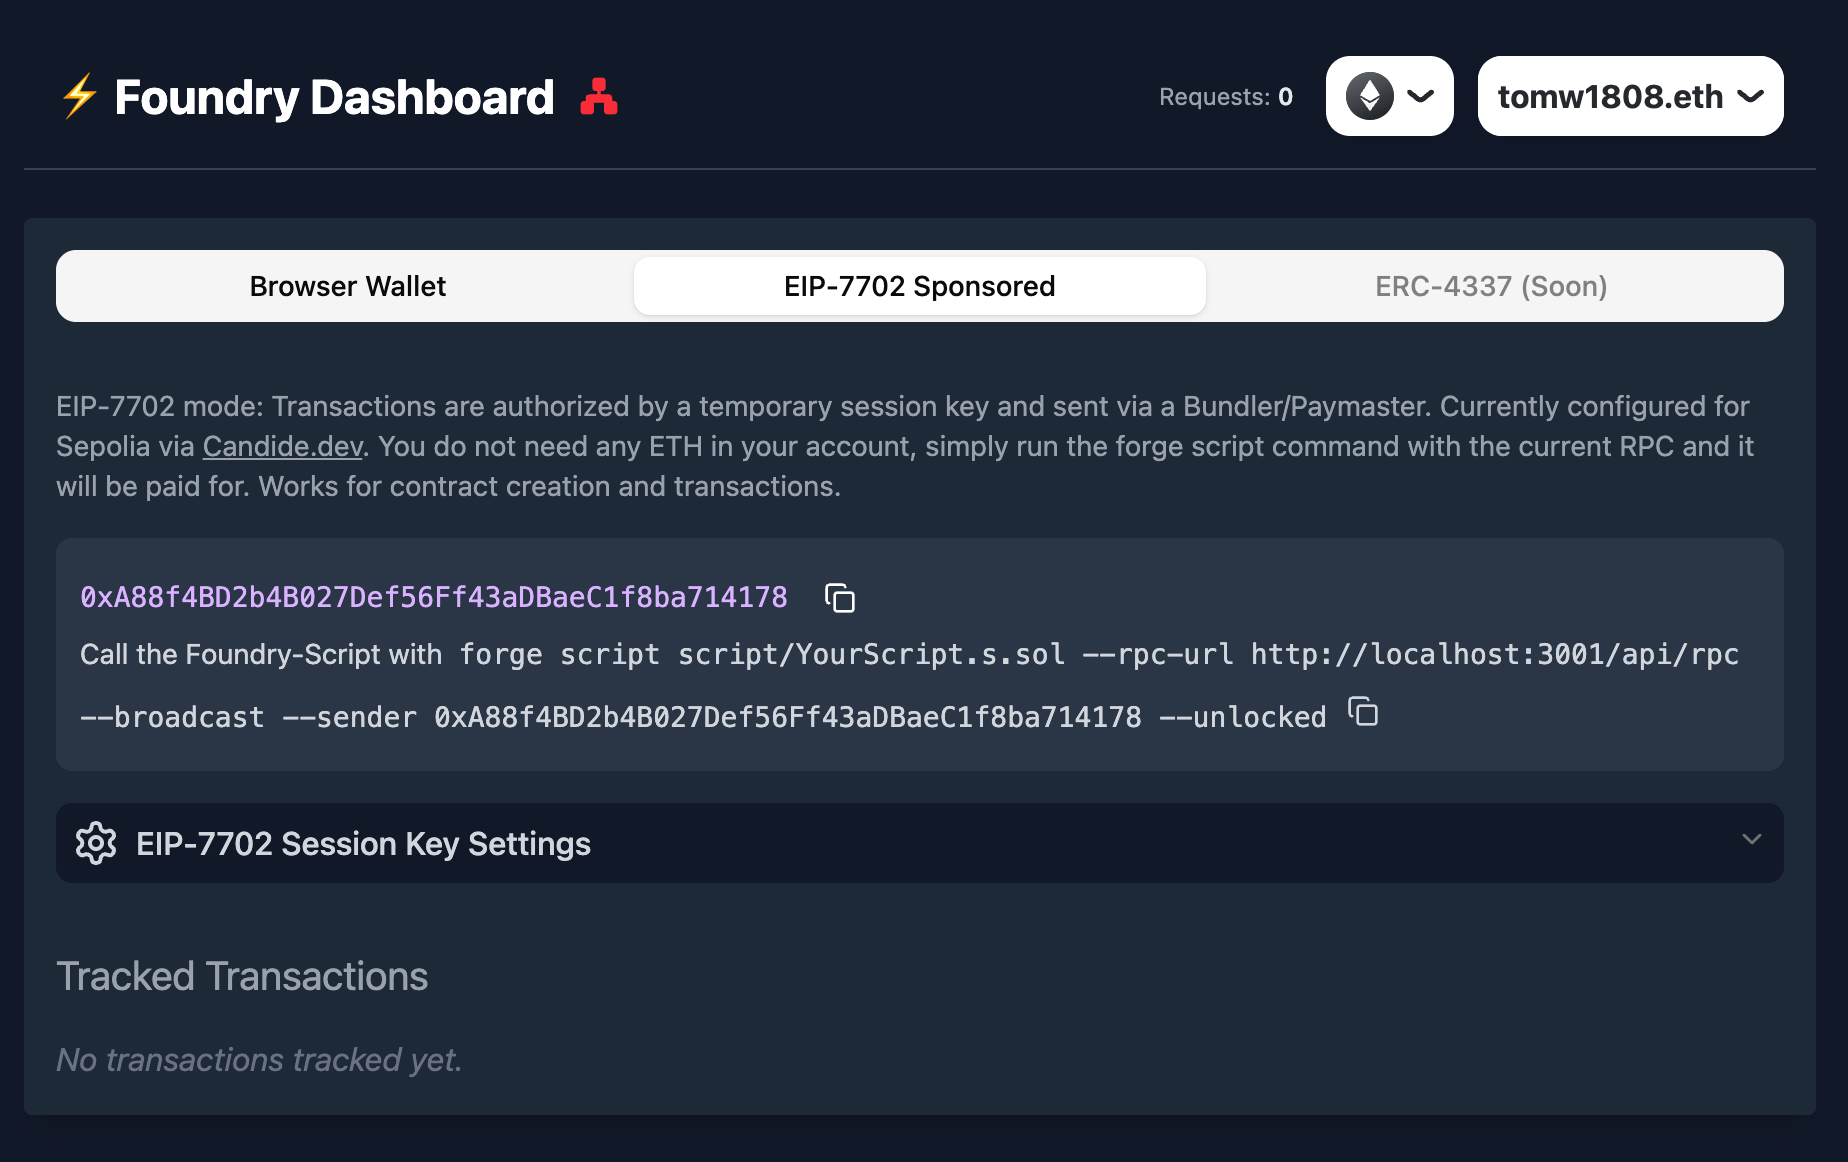 ⚡ Foundry Dashboard
Requests: 0
tomw1808.eth
Browser Wallet
EIP-7702 Sponsored
ERC-4337 (Soon)
EIP-7702 mode: Transactions are authorized by a temporary session key and sent via a Bundler/Paymaster. Currently configured for
Sepolia via Candide.dev. You do not need any ETH in your account, simply run the forge script command with the current RPC and it
will be paid for. Works for contract creation and transactions.
0xA88f4BD2b4B027Def56Ff43aDBaeC1f8ba714178
Call the Foundry-Script with forge script script/YourScript.s.sol --rpc-url http://localhost:3001/api/rpc
--broadcast --sender 0xA88f4BD2b4B027Def56Ff43aDBaeC1f8ba714178 --unlocked
EIP-7702 Session Key Settings
Tracked Transactions
No transactions tracked yet.